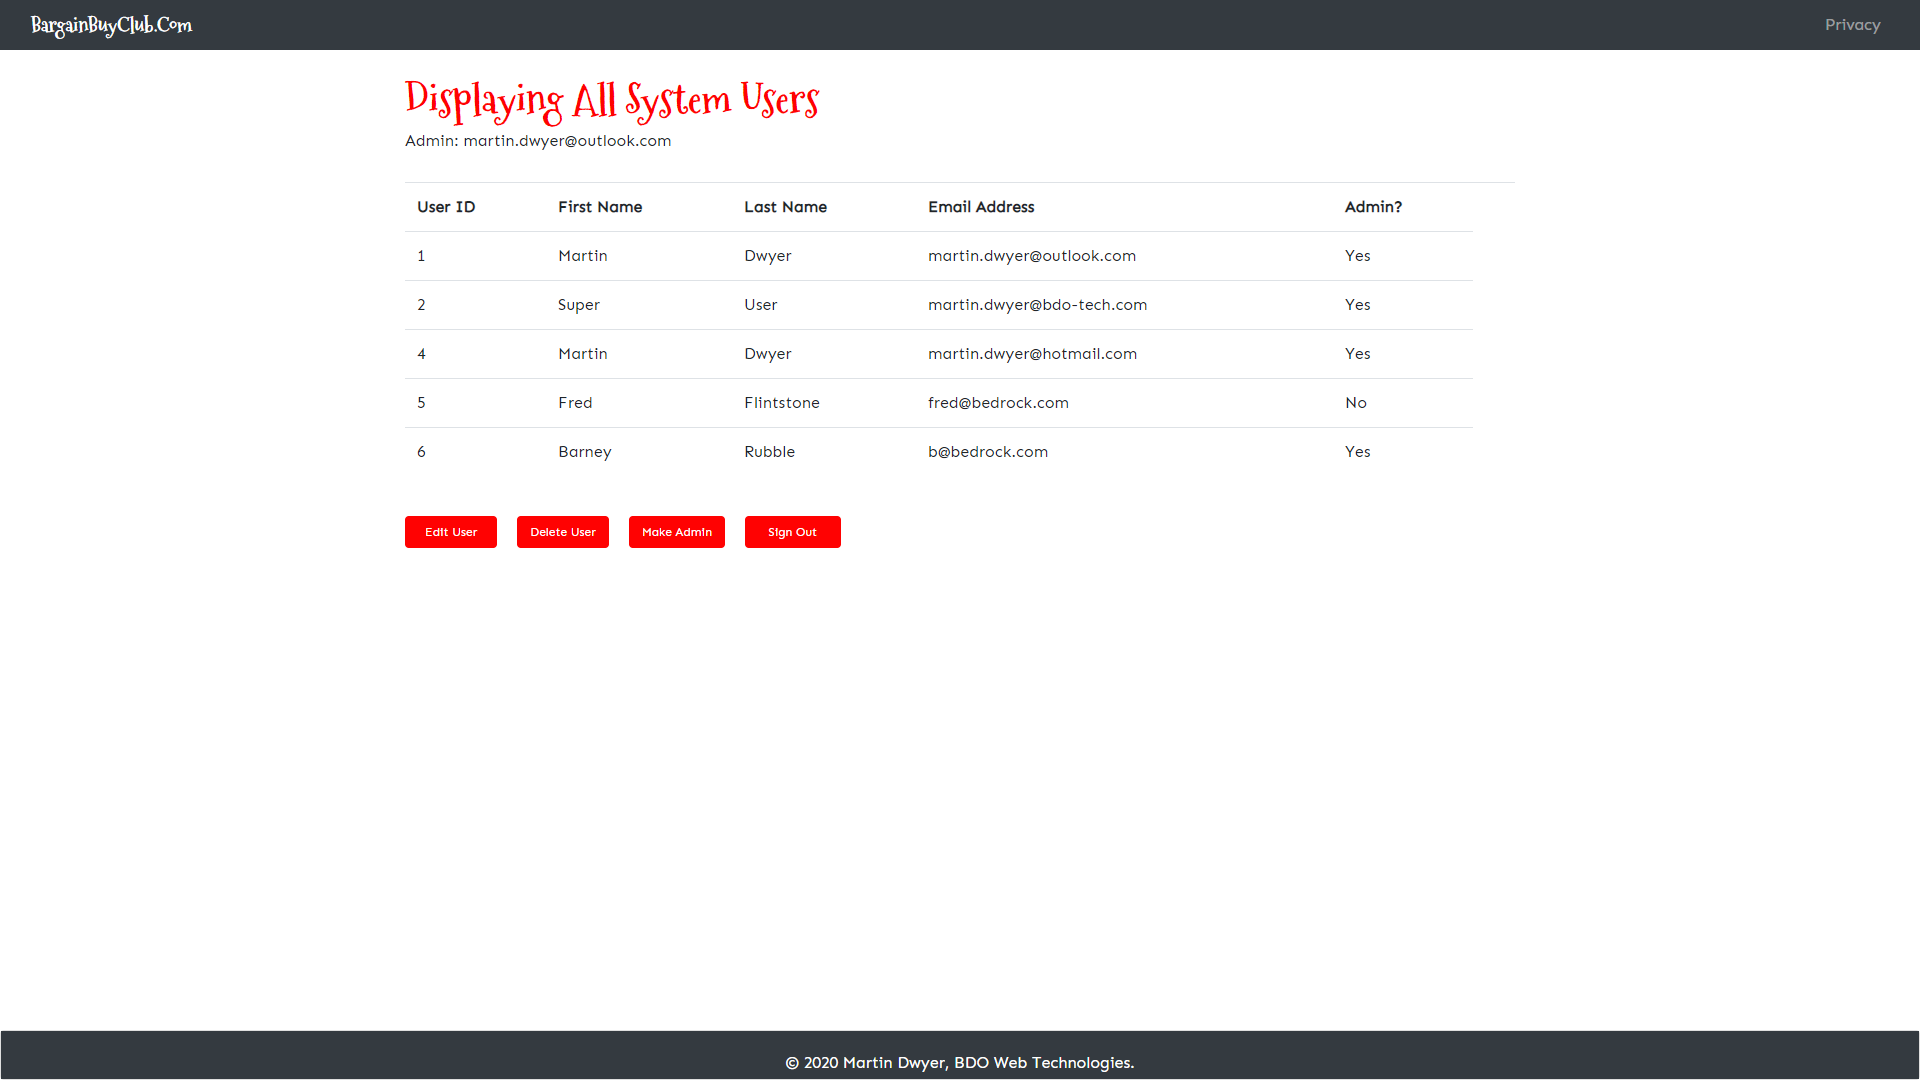 BargainBuyClub.Com Privacy
Displaying All System Users
Admin: martin.dwyer@outlook.com
User ID First Name Last Name Email Address Admin?
1 Martin Dwyer martin.dwyer@outlook.com Yes
2 Super User martin.dwyer@bdo-tech.com Yes
4 Martin Dwyer martin.dwyer@hotmail.com Yes
5 Fred Flintstone fred@bedrock.com No
6 Barney Rubble b@bedrock.com Yes
Edit User Delete User Make Admin Sign Out
© 2020 Martin Dwyer, BDO Web Technologies.